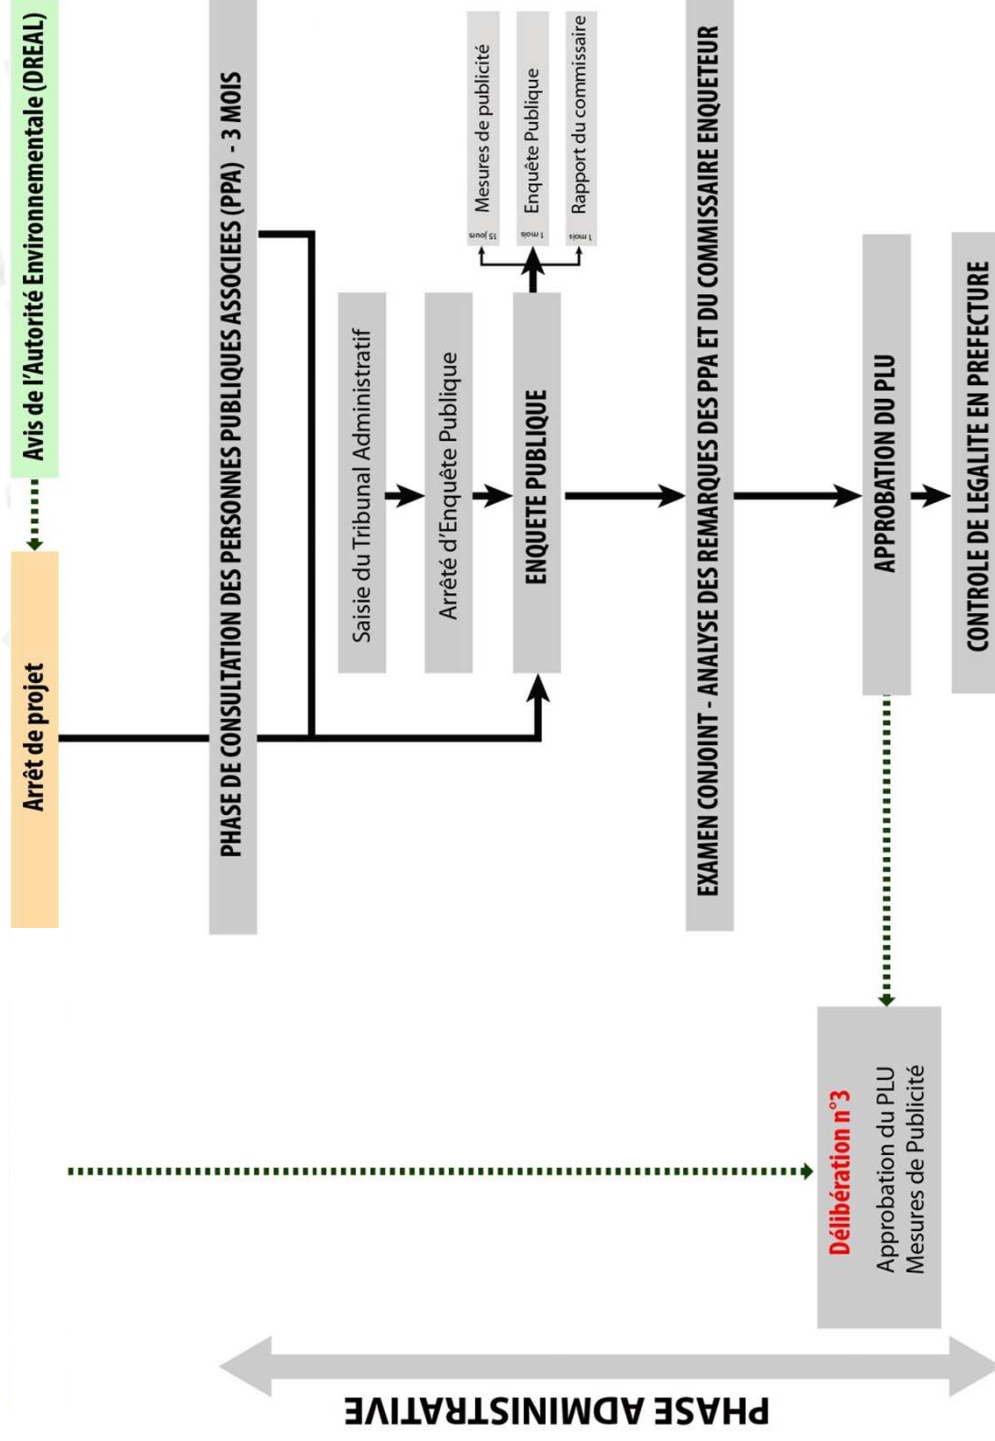 Arrêt de projet
Avis de l'Autorité Environnementale (DREAL)
PHASE DE CONSULTATION DES PERSONNES PUBLIQUES ASSOCIEES (PPA) - 3 MOIS
Saisie du Tribunal Administratif
Arrêté d'Enquête Publique
ENQUETE PUBLIQUE
15 jours
Mesures de publicité
1 mois
Enquête Publique
1 mois
Rapport du commissaire
EXAMEN CONJOINT - ANALYSE DES REMARQUES DES PPA ET DU COMMISSAIRE ENQUETEUR
Délibération n°3
Approbation du PLU
Mesures de Publicité
APPROBATION DU PLU
CONTROLE DE LEGALITE EN PREFECTURE
PHASE ADMINISTRATIVE